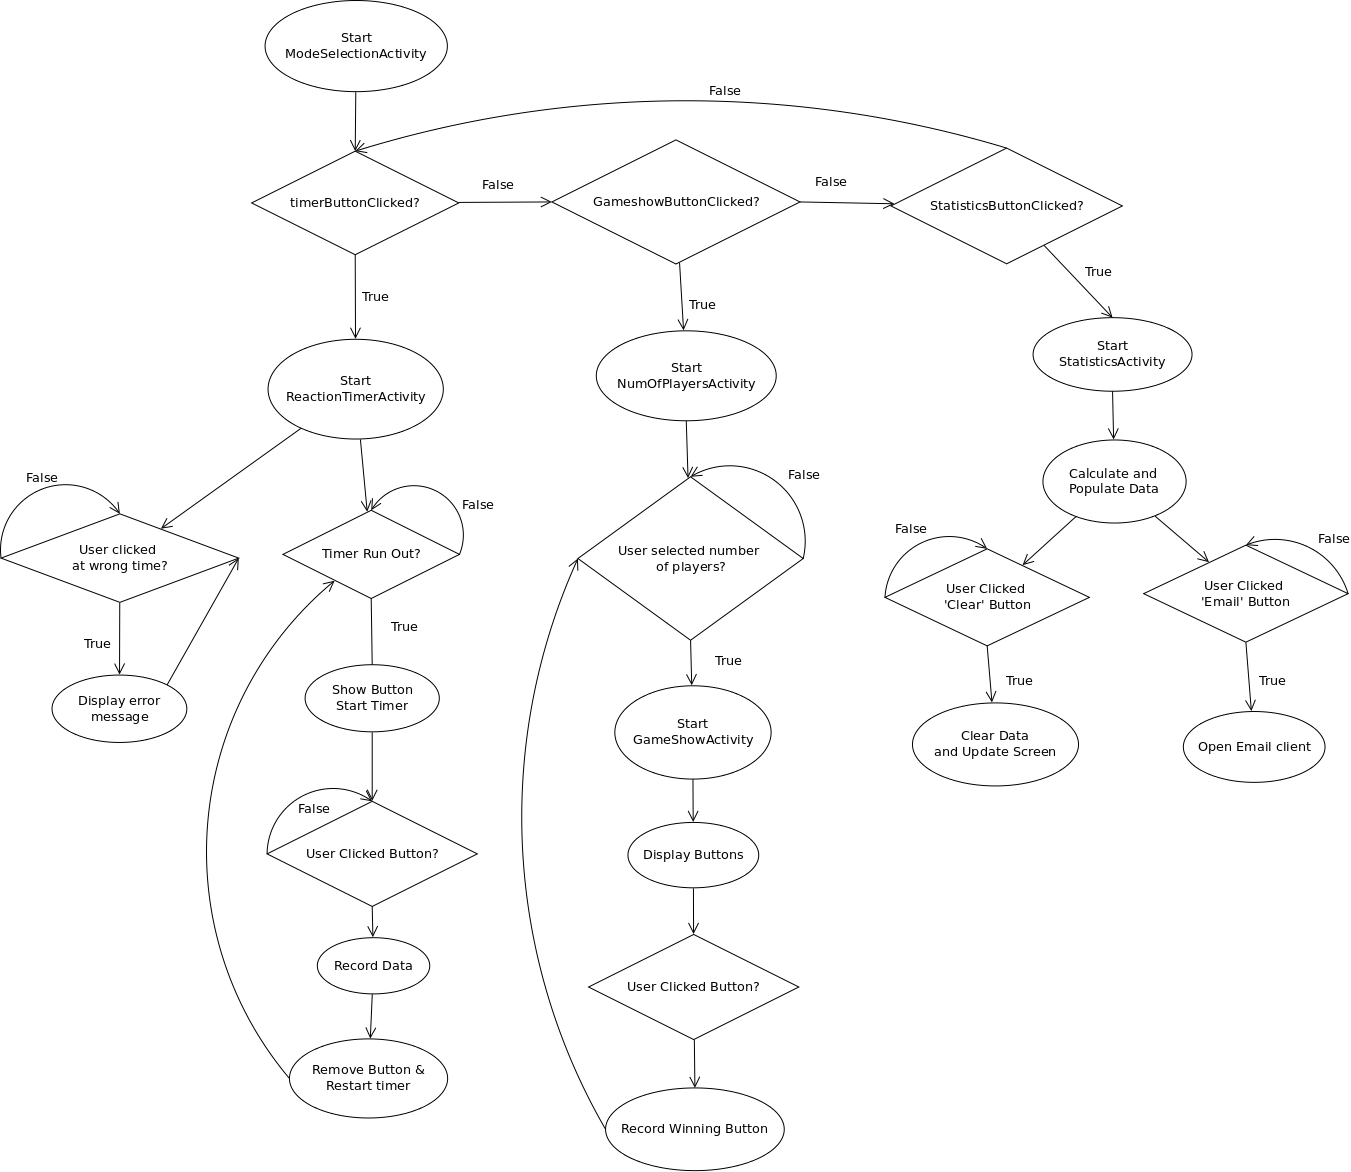 Start
ModeSelectionActivity
False
timerButtonClicked?
False
GameshowButtonClicked?
False
StatisticsButtonClicked?
True
True
True
Start
ReactionTimerActivity
Start
NumOfPlayersActivity
Start
StatisticsActivity
False
User clicked
at wrong time?
True
Display error
message
False
Timer Run Out?
True
Show Button
Start Timer
False
User Clicked Button?
Record Data
Remove Button &
Restart timer
False
User selected number
of players?
True
Start
GameShowActivity
Display Buttons
User Clicked Button?
Record Winning Button
Calculate and
Populate Data
False
User Clicked
'Clear' Button
True
Clear Data
and Update Screen
False
User Clicked
'Email' Button
True
Open Email client